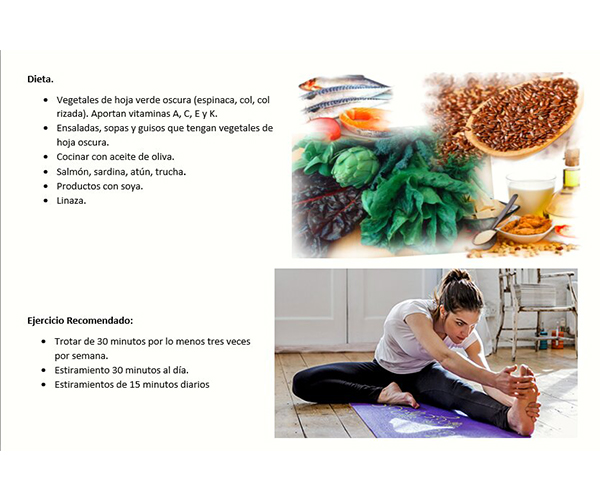 Dieta.
• Vegetales de hoja verde oscura (espinaca, col, col
rizada). Aportan vitaminas A, C, E y K.
• Ensaladas, sopas y guisos que tengan vegetales de
hoja oscura.
• Cocinar con aceite de oliva.
• Salmón, sardina, atún, trucha.
• Productos con soya.
• Linaza.
Ejercicio Recomendado:
• Trotar de 30 minutos por lo menos tres veces
por semana.
• Estiramiento 30 minutos al día.
• Estiramientos de 15 minutos diarios